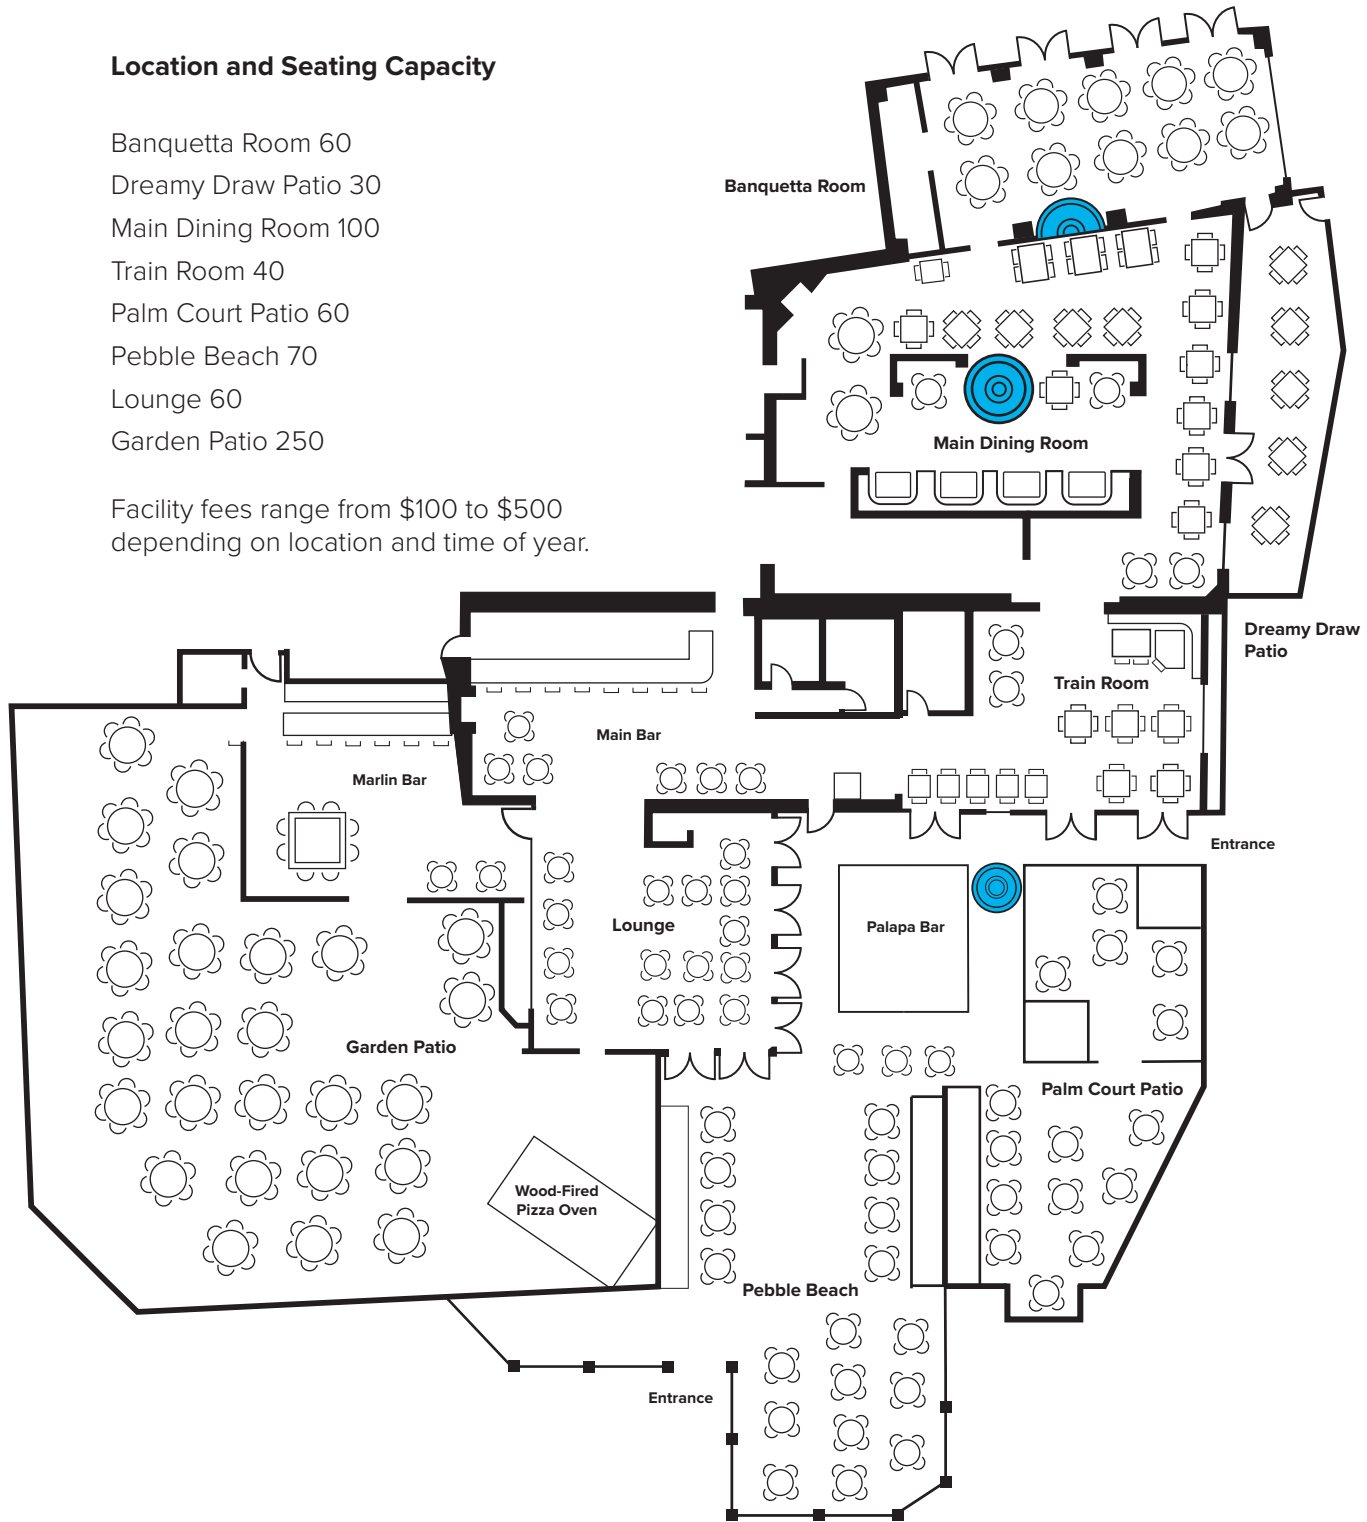 Location and Seating Capacity
Banquetta Room 60
Dreamy Draw Patio 30
Main Dining Room 100
Train Room 40
Palm Court Patio 60
Pebble Beach 70
Lounge 60
Garden Patio 250
Facility fees range from $100 to $500
depending on location and time of year.
Banquetta Room
Main Dining Room
Dreamy Draw
Patio
Train Room
Main Bar
Marlin Bar
Entrance
Lounge
Palapa Bar
Garden Patio
Palm Court Patio
Wood-Fired
Pizza Oven
Pebble Beach
Entrance